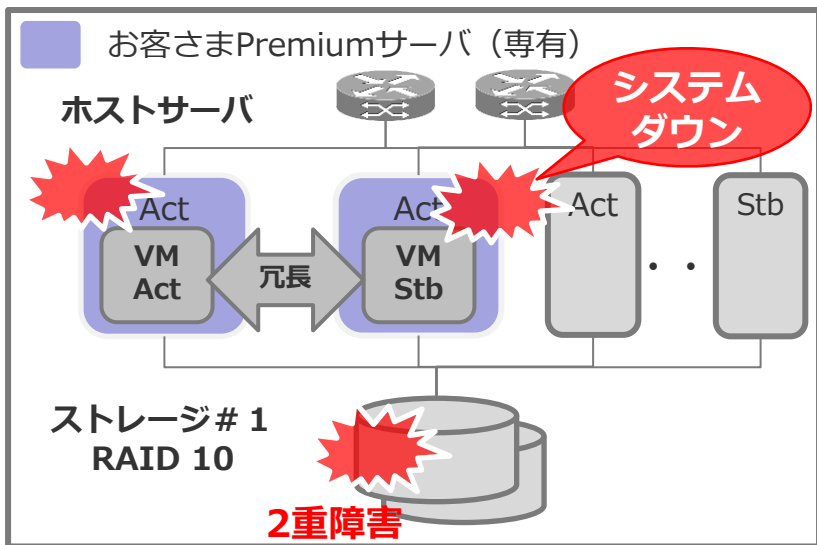 お客さまPremiumサーバ（専有）
ホストサーバ
システム
ダウン
Act
Act
Act
Stb
VM
Act
冗長
VM
Stb
・・
ストレージ＃１
RAID 10
2重障害